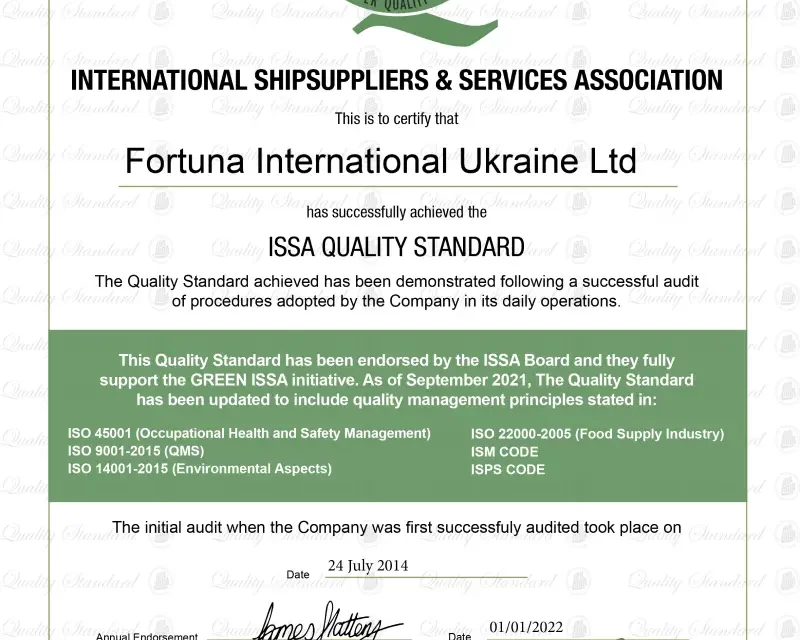 QUALITY
INTERNATIONAL SHIPSUPPLIERS & SERVICES ASSOCIATION
This is to certify that
Fortuna International Ukraine Ltd
has successfully achieved the
ISSA QUALITY STANDARD
The Quality Standard achieved has been demonstrated following a successful audit
of procedures adopted by the Company in its daily operations.
This Quality Standard has been endorsed by the ISSA Board and they fully
support the GREEN ISSA initiative. As of September 2021, The Quality Standard
has been updated to include quality management principles stated in:
ISO 45001 (Occupational Health and Safety Management)
ISO 9001-2015 (QMS)
ISO 14001-2015 (Environmental Aspects)
ISO 22000-2005 (Food Supply Industry)
ISM CODE
ISPS CODE
The initial audit when the Company was first successfuly audited took place on
Date 24 July 2014
Annual Endorsement Date 01/01/2022
Quality Standard